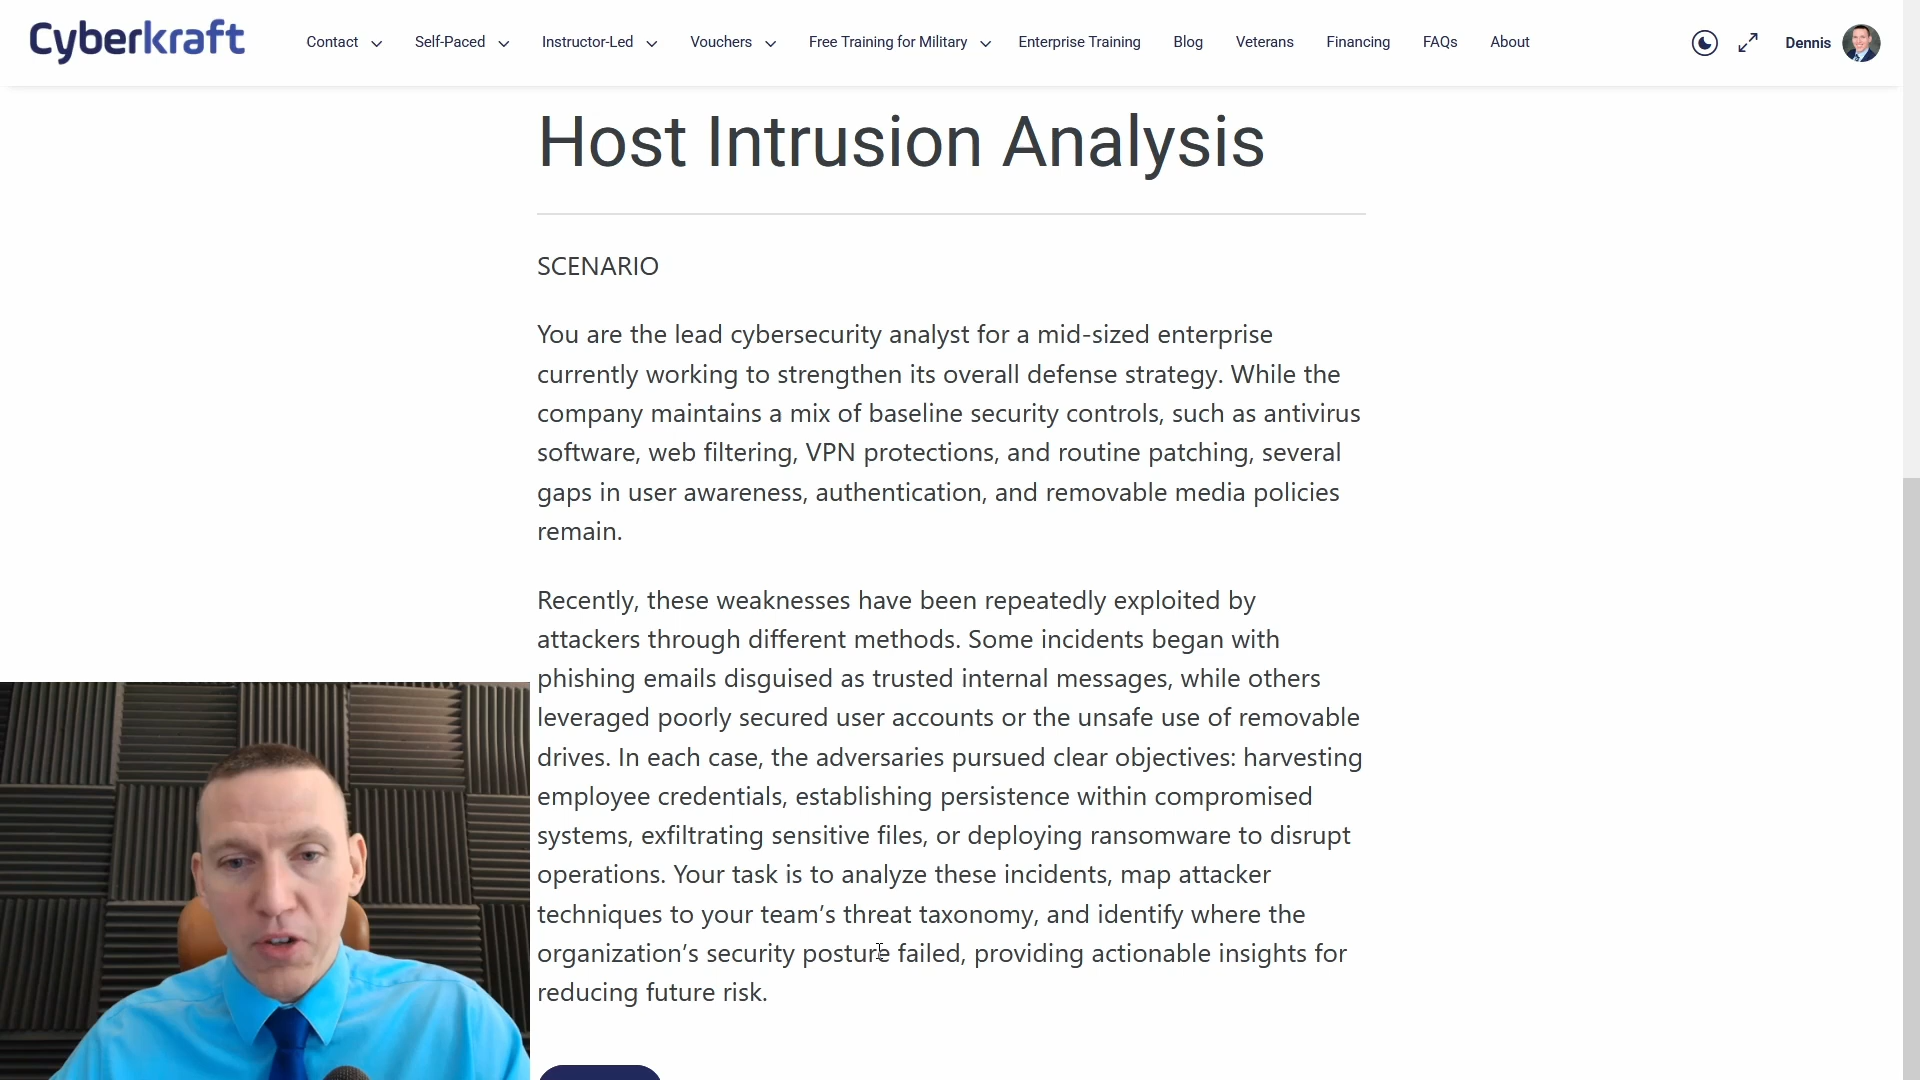 Cyberkraft
Contact Self-Paced Instructor-Led Vouchers Free Training for Military Enterprise Training Blog Veterans Financing FAQs About Dennis
Host Intrusion Analysis
SCENARIO
You are the lead cybersecurity analyst for a mid-sized enterprise
currently working to strengthen its overall defense strategy. While the
company maintains a mix of baseline security controls, such as antivirus
software, web filtering, VPN protections, and routine patching, several
gaps in user awareness, authentication, and removable media policies
remain.
Recently, these weaknesses have been repeatedly exploited by
attackers through different methods. Some incidents began with
phishing emails disguised as trusted internal messages, while others
leveraged poorly secured user accounts or the unsafe use of removable
drives. In each case, the adversaries pursued clear objectives: harvesting
employee credentials, establishing persistence within compromised
systems, exfiltrating sensitive files, or deploying ransomware to disrupt
operations. Your task is to analyze these incidents, map attacker
techniques to your team’s threat taxonomy, and identify where the
organization’s security posture failed, providing actionable insights for
reducing future risk.